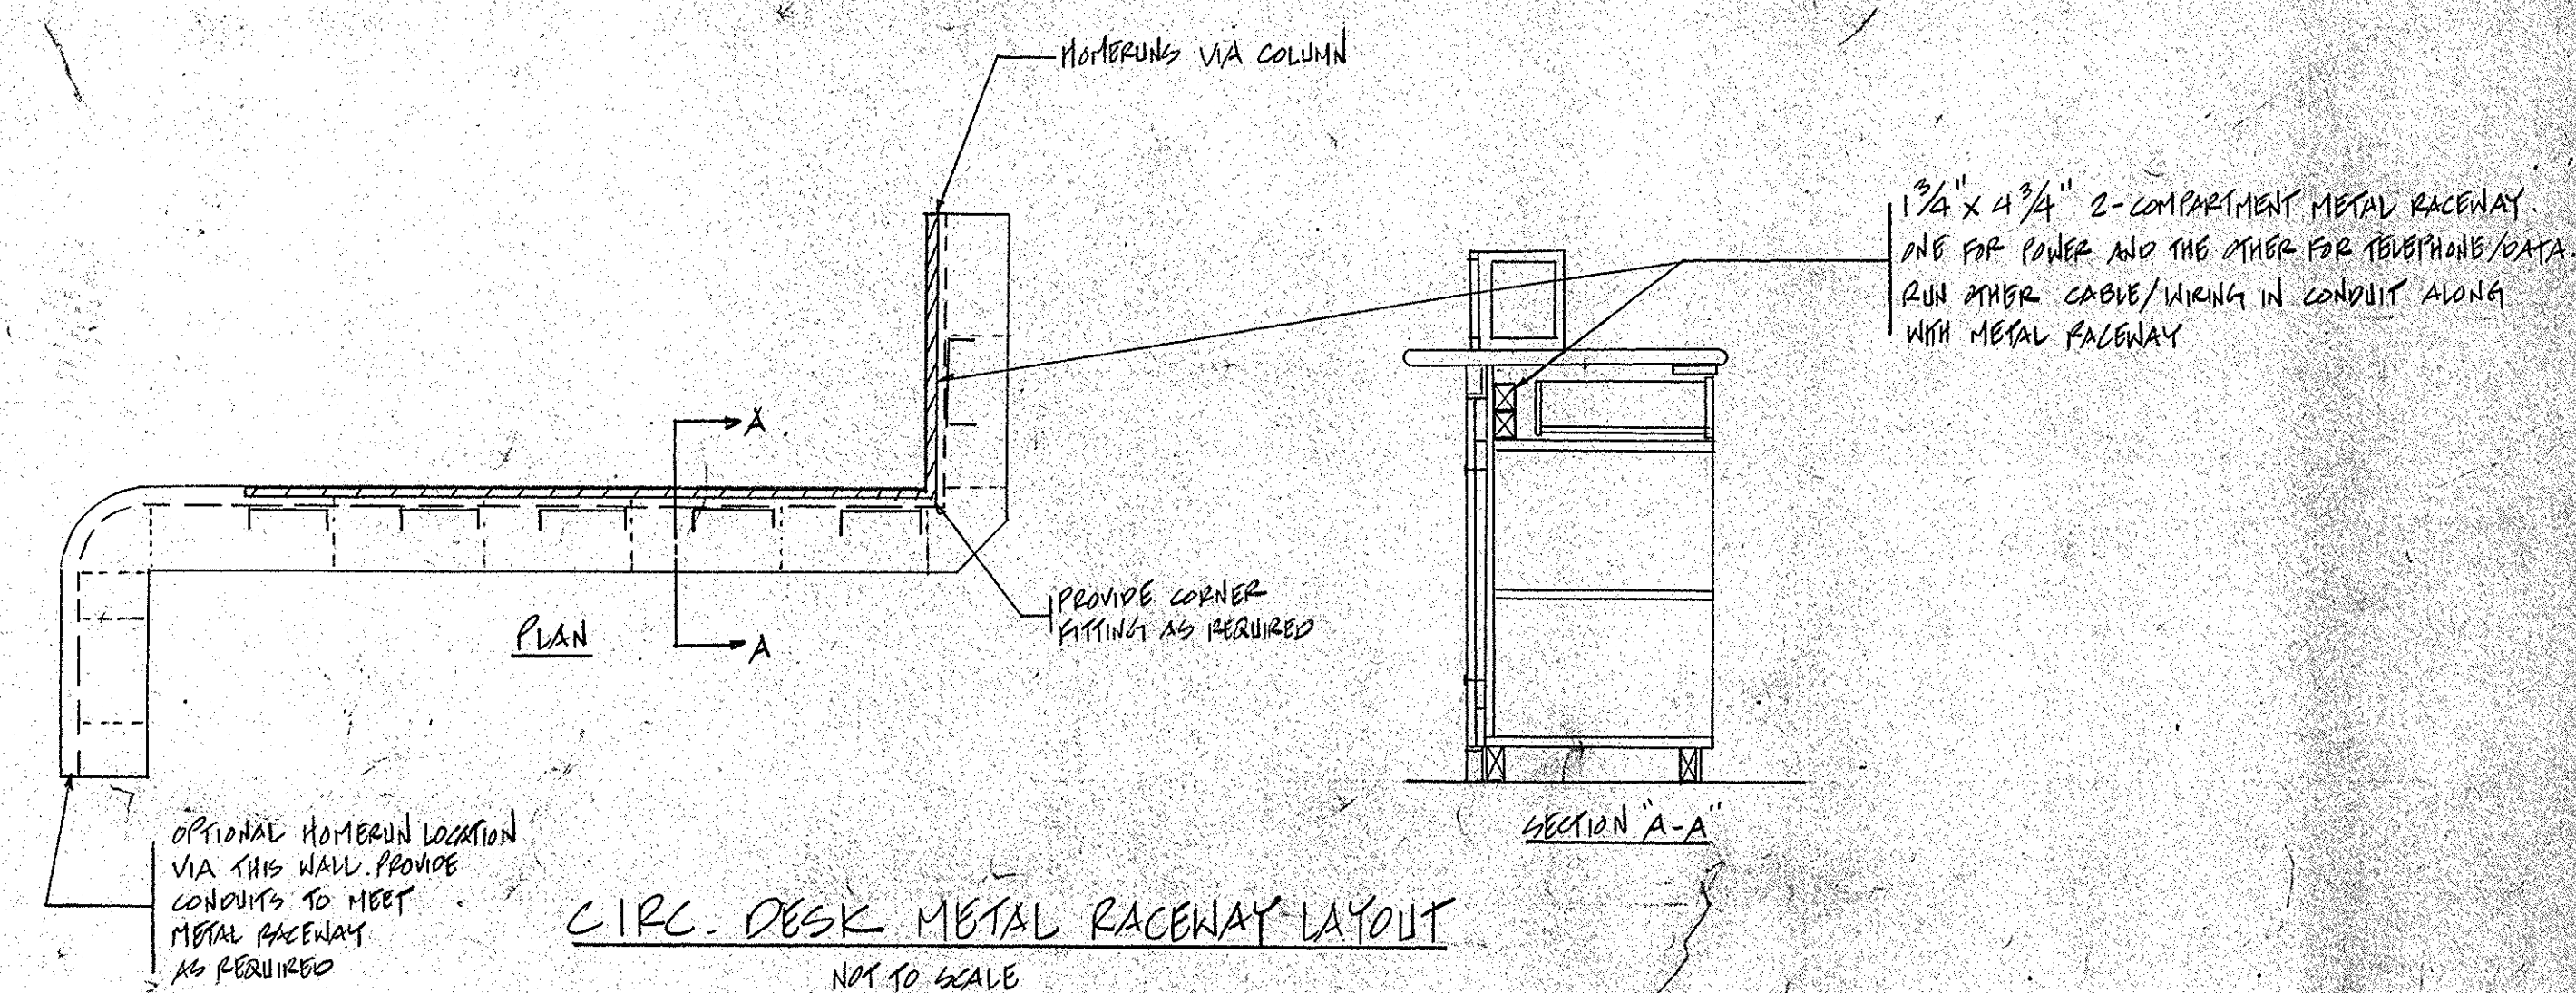 HOMERUNS VIA COLUMN
1 3/4" X 4 3/4" 2-COMPARTMENT METAL RACEWAY.
ONE FOR POWER AND THE OTHER FOR TELEPHONE/DATA.
RUN OTHER CABLE/WIRING IN CONDUIT ALONG
WITH METAL RACEWAY
A
A
PLAN
PROVIDE CORNER
FITTING AS REQUIRED
SECTION "A-A"
OPTIONAL HOMERUN LOCATION
VIA THIS WALL. PROVIDE
CONDUITS TO MEET
METAL RACEWAY
AS REQUIRED
CIRC. DESK METAL RACEWAY LAYOUT
NOT TO SCALE